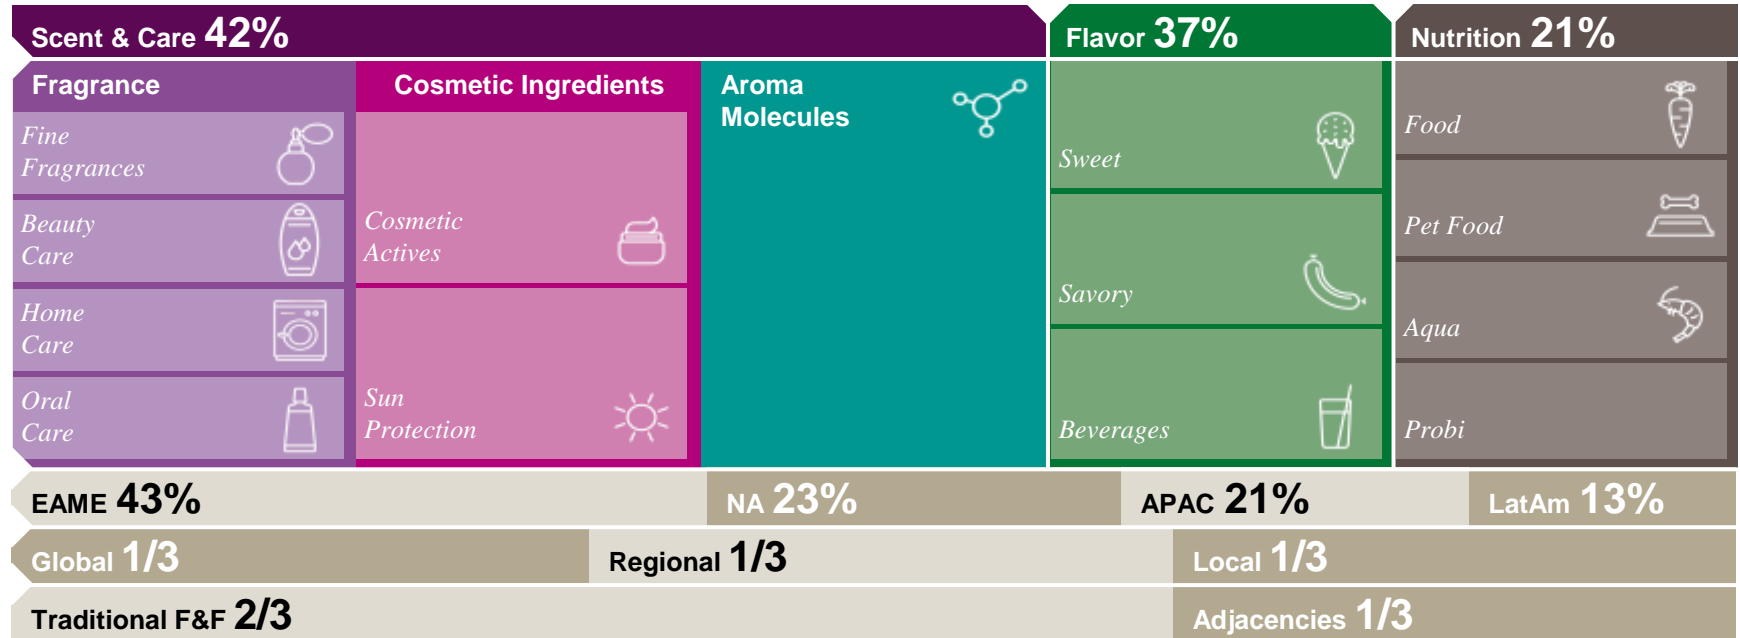 Scent & Care 42%
Flavor 37%
Nutrition 21%
Fragrance
Fine
Fragrances
Beauty
Care
Home
Care
Oral
Care
Cosmetic Ingredients
Cosmetic
Actives
Sun
Protection
Aroma
Molecules
Sweet
Savory
Beverages
Food
Pet Food
Aqua
Probi
EAME 43%
NA 23%
APAC 21%
LatAm 13%
Global 1/3
Regional 1/3
Local 1/3
Traditional F&F 2/3
Adjacencies 1/3